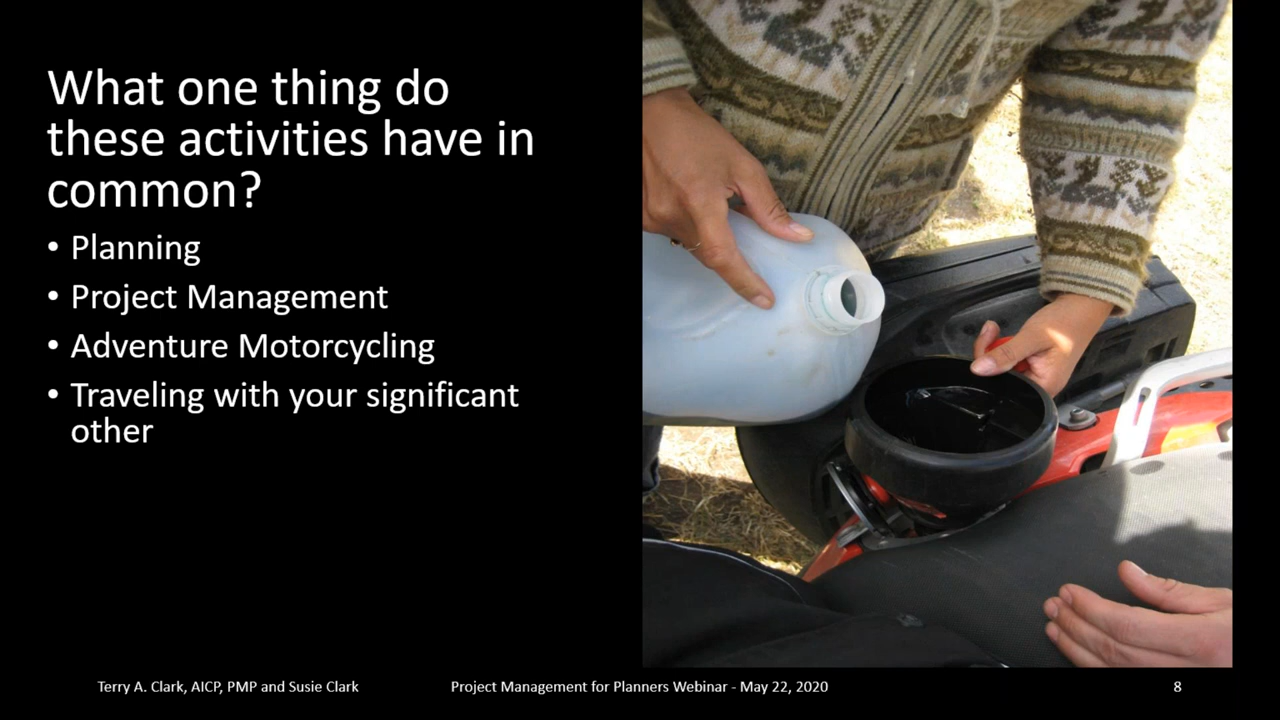 What one thing do
these activities have in
common?
• Planning
• Project Management
• Adventure Motorcycling
• Traveling with your significant
other
Terry A. Clark, AICP, PMP and Susie Clark
Project Management for Planners Webinar - May 22, 2020
8